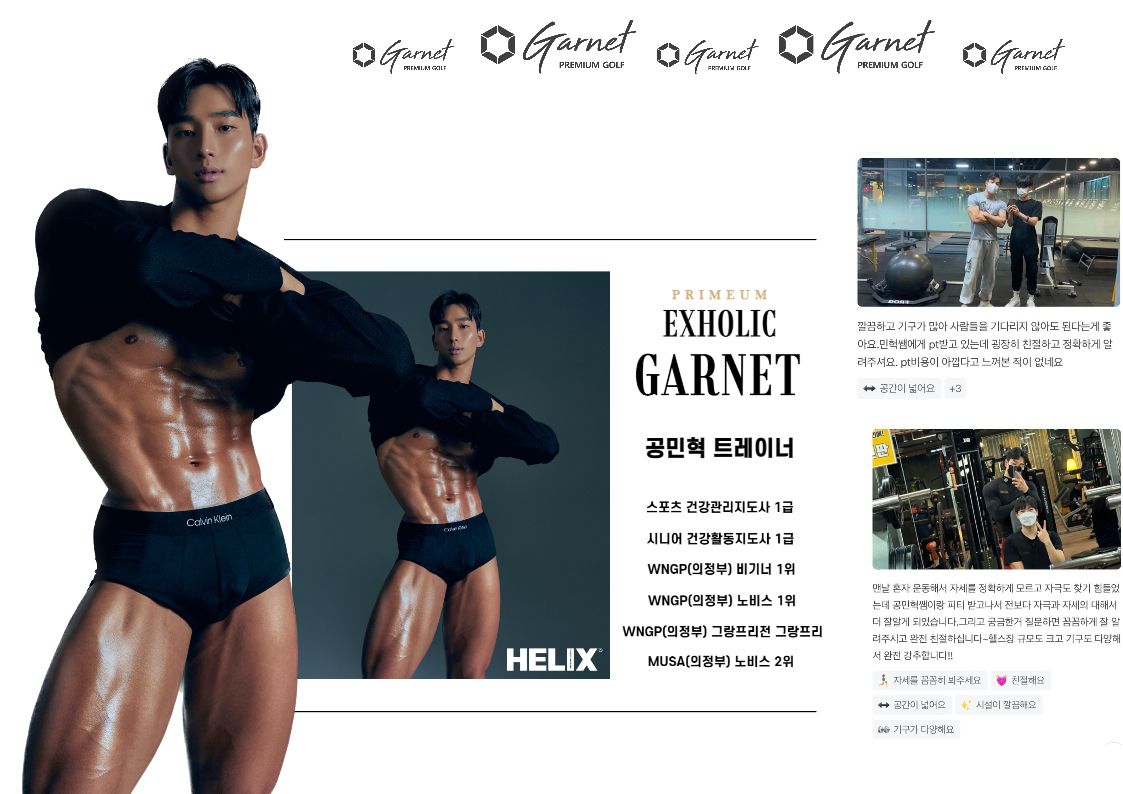 Garnet
PREMIUM GOLF
Garnet
PREMIUM GOLF
Garnet
PREMIUM GOLF
Garnet
PREMIUM GOLF
Garnet
PREMIUM GOLF
Calvin Klein
Calvin Klein
HELIX
PRIMEUM
EXHOLIC
GARNET
공민혁 트레이너
스포츠 건강관리지도사 1급
시니어 건강활동지도사 1급
WNGP(의정부) 비기너 1위
WNGP(의정부) 노비스 1위
WNGP(의정부) 그랑프리전 그랑프리
MUSA(의정부) 노비스 2위
깔끔하고 기구가 많아 사람들을 기다리지 않아도 된다는게 좋
아요.민혁쌤에게 pt받고 있는데 굉장히 친절하고 정확하게 알
려주셔요. pt비용이 아깝다고 느껴본 적이 없네요
공간이 넓어요 +3
맨날 혼자 운동해서 자세를 정확하게 모르고 자극도 찾기 힘들었
는데 공민혁쌤이랑 피티 받고나서 전보다 자극과 자세의 대해서
더 잘알게 되있습니다.그리고 궁금한거 질문하면 꼼꼼하게 잘 알
려주시고 완전 친절하십니다~헬스징 규모도 크고 기구도 다양해
서 완전 강추합니다!!
자세를 꼼꼼히 봐주세요 친절해요
공간이 넓어요 시설이 깔끔해요
기구가 다양해요